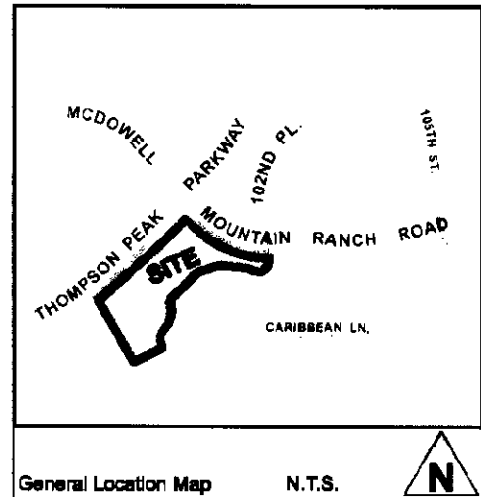 MCDOWELL MOUNTAIN RANCH ROAD
THOMPSON PEAK PARKWAY
102ND PL.
105TH ST.
SITE
CARIBBEAN LN.
General Location Map N.T.S. N